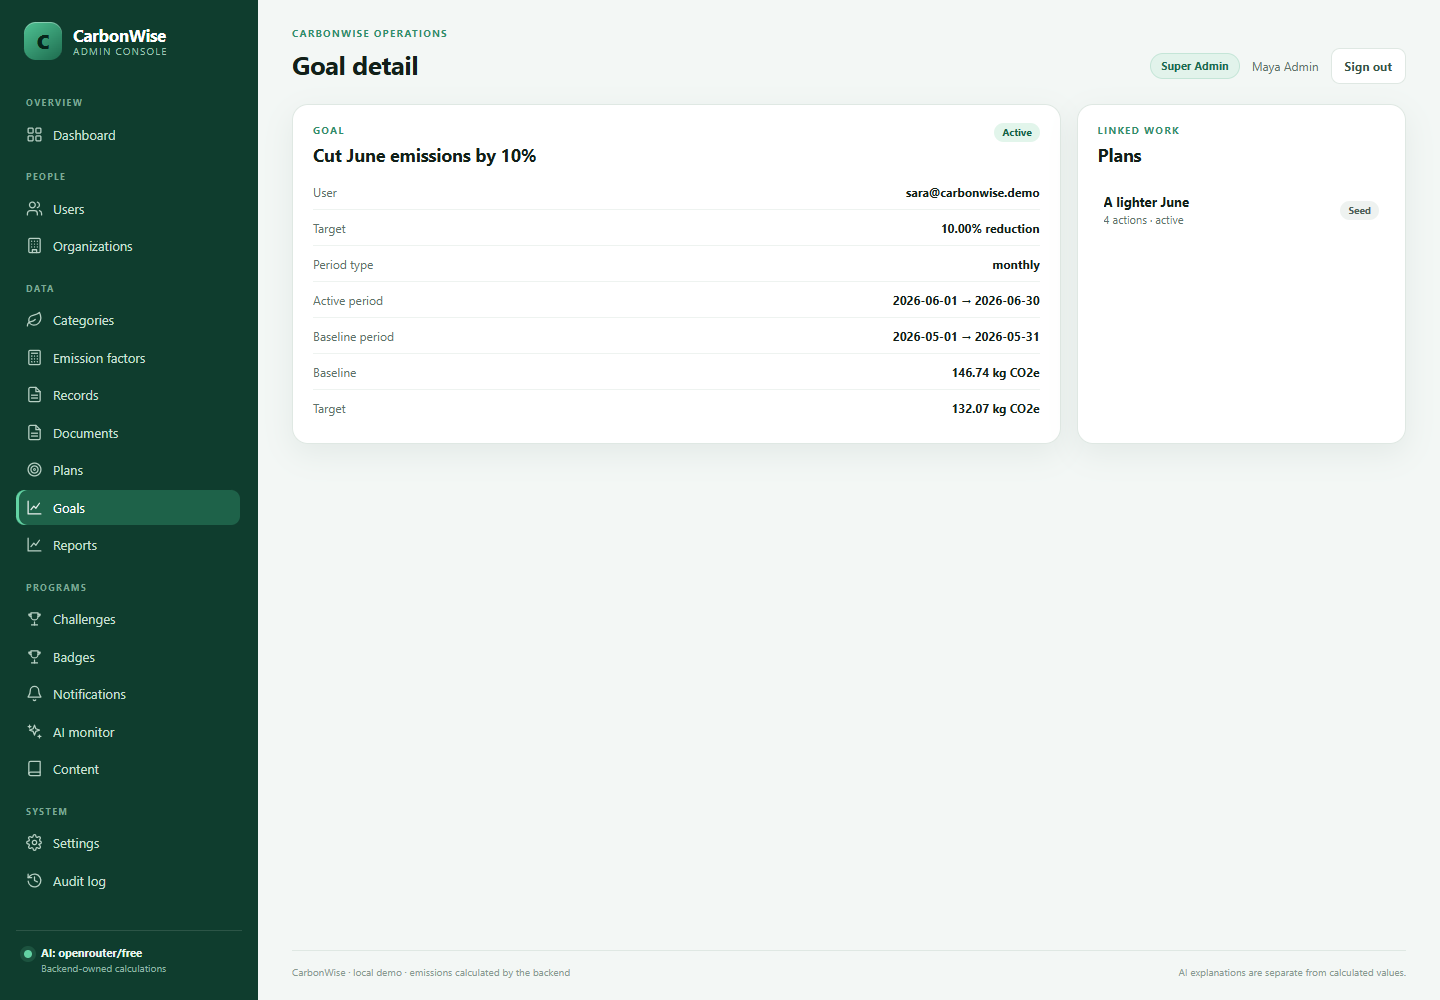 C
CarbonWise
ADMIN CONSOLE
OVERVIEW
Dashboard
PEOPLE
Users
Organizations
DATA
Categories
Emission factors
Records
Documents
Plans
Goals
Reports
PROGRAMS
Challenges
Badges
Notifications
AI monitor
Content
SYSTEM
Settings
Audit log
AI: openrouter/free
Backend-owned calculations
CARBONWISE OPERATIONS
Goal detail
Super Admin
Maya Admin
Sign out
GOAL
Active
Cut June emissions by 10%
User sara@carbonwise.demo
Target 10.00% reduction
Period type monthly
Active period 2026-06-01 → 2026-06-30
Baseline period 2026-05-01 → 2026-05-31
Baseline 146.74 kg CO2e
Target 132.07 kg CO2e
LINKED WORK
Plans
A lighter June
4 actions · active
Seed
CarbonWise · local demo · emissions calculated by the backend
AI explanations are separate from calculated values.